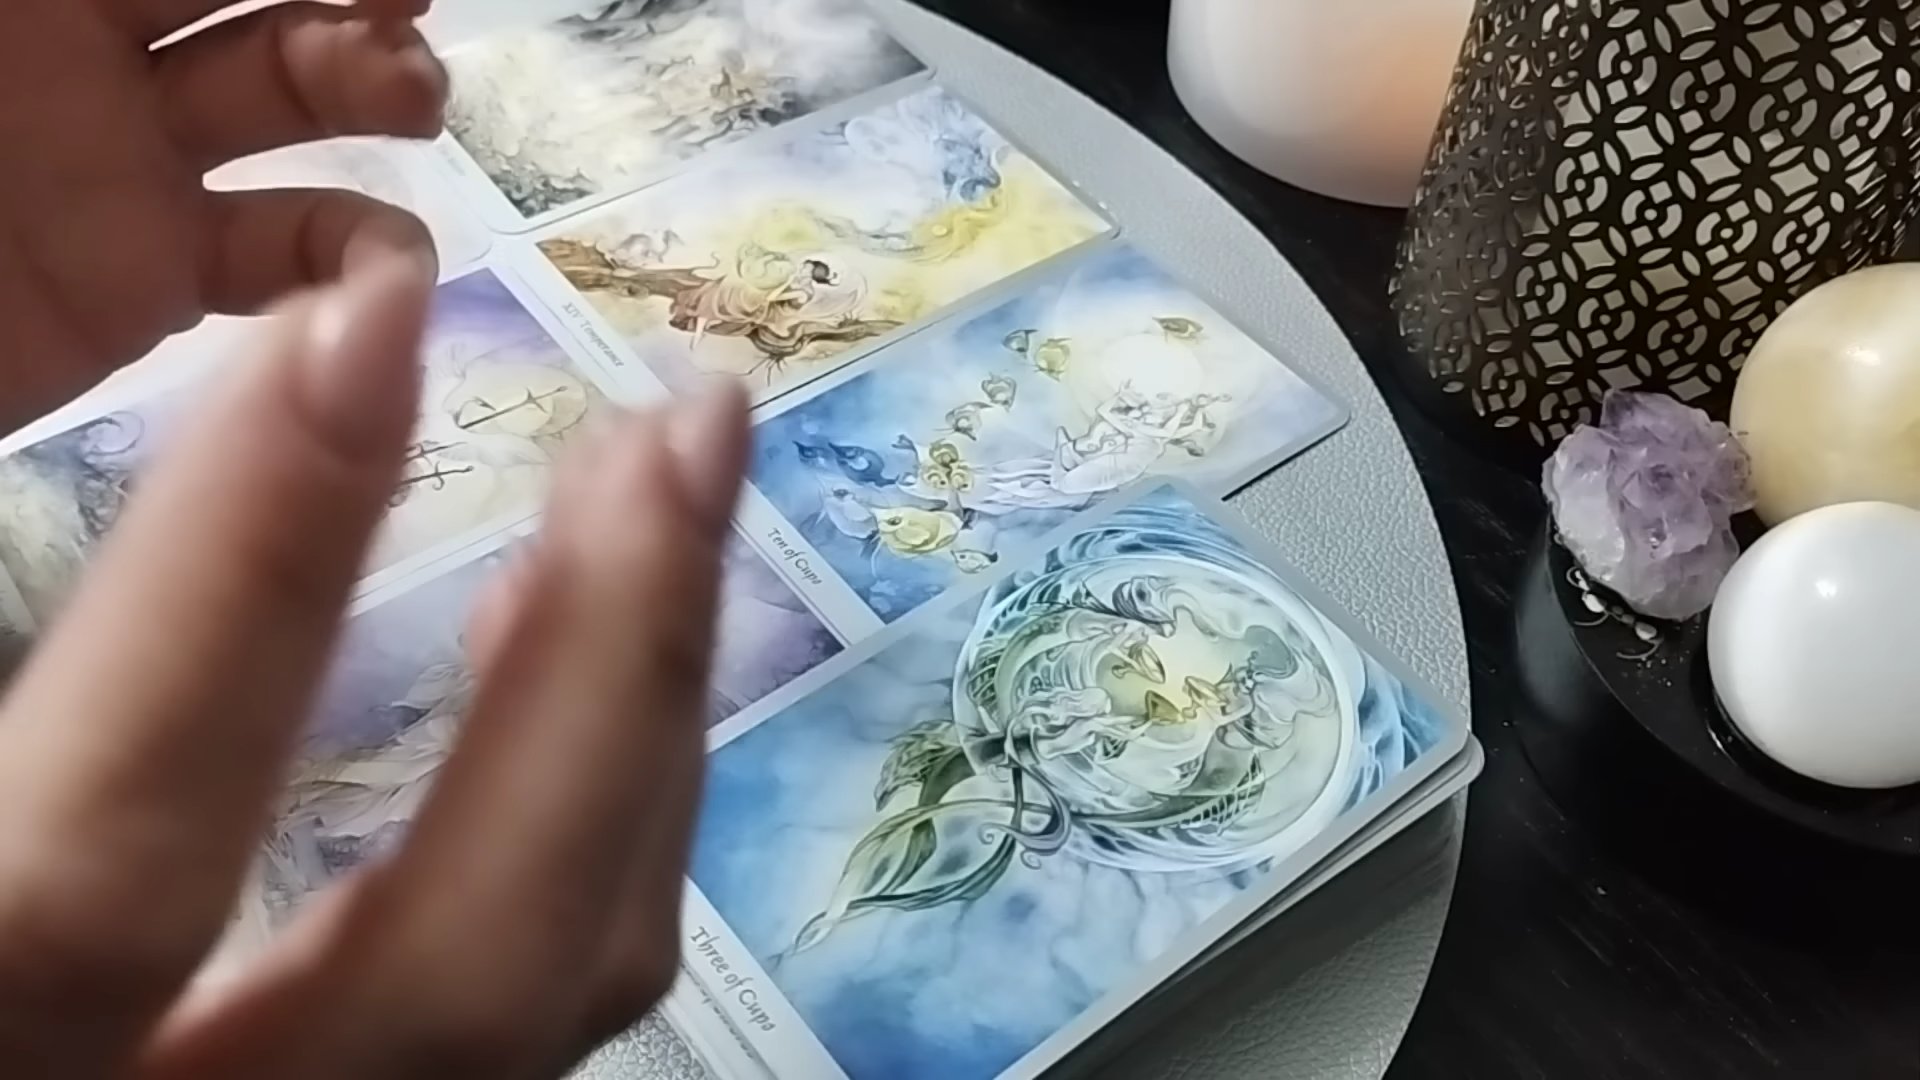 XIV Temperance
Ten of Cups
Three of Cups